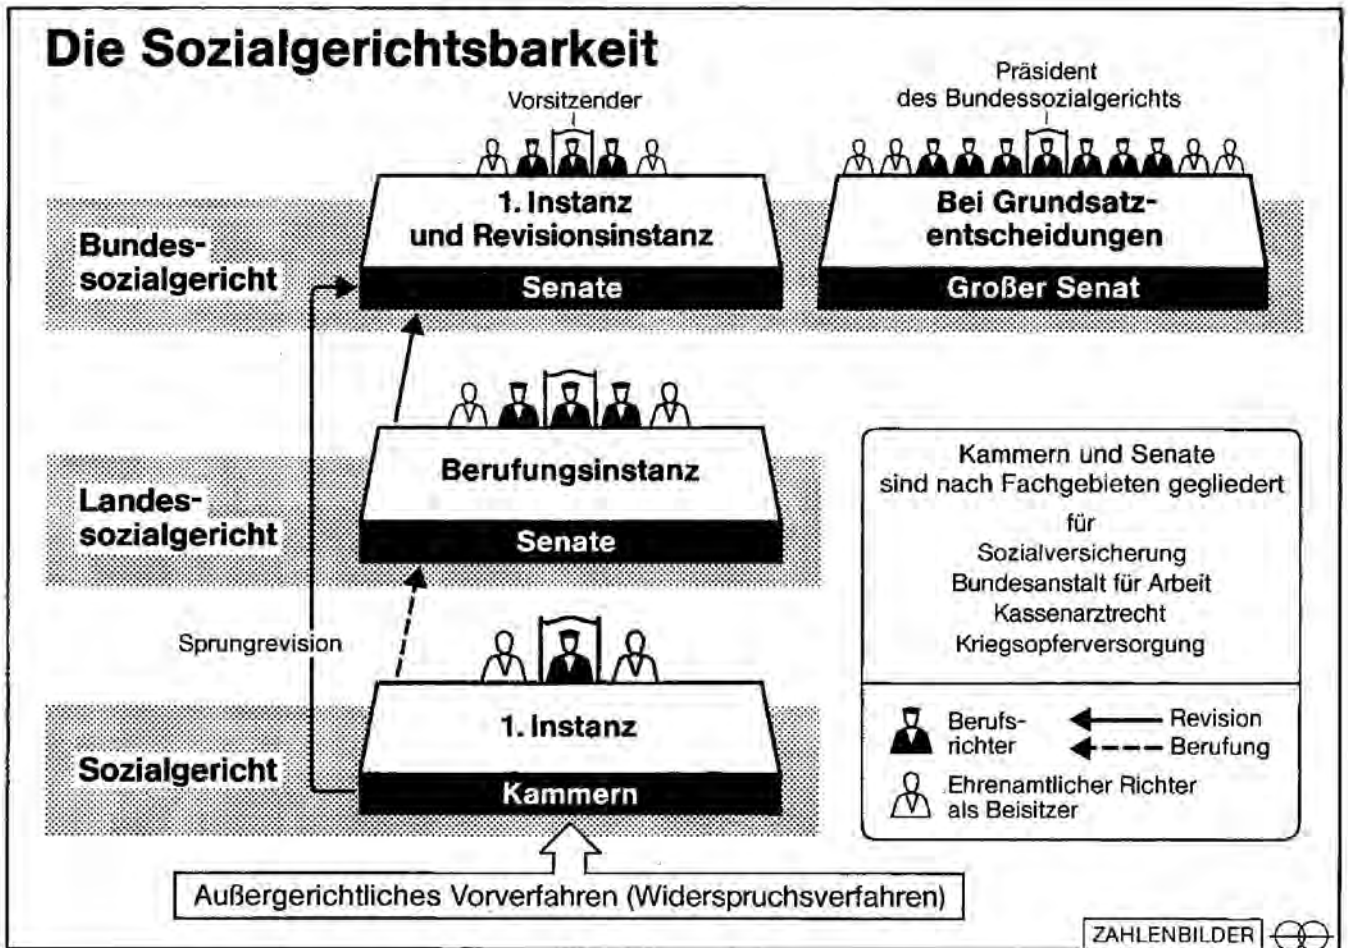 Die Sozialgerichtsbarkeit
Vorsitzender
Präsident
des Bundessozialgerichts
Bundes-
sozialgericht
1. Instanz
und Revisionsinstanz
Senate
Bei Grundsatz-
entscheidungen
Großer Senat
Landes-
sozialgericht
Berufungsinstanz
Senate
Sprungrevision
Sozialgericht
1. Instanz
Kammern
Außergerichtliches Vorverfahren (Widerspruchsverfahren)
Kammern und Senate
sind nach Fachgebieten gegliedert
für
Sozialversicherung
Bundesanstalt für Arbeit
Kassenarztrecht
Kriegsopferversorgung
Berufs-
richter
Revision
Berufung
Ehrenamtlicher Richter
als Beisitzer
ZAHLENBILDER